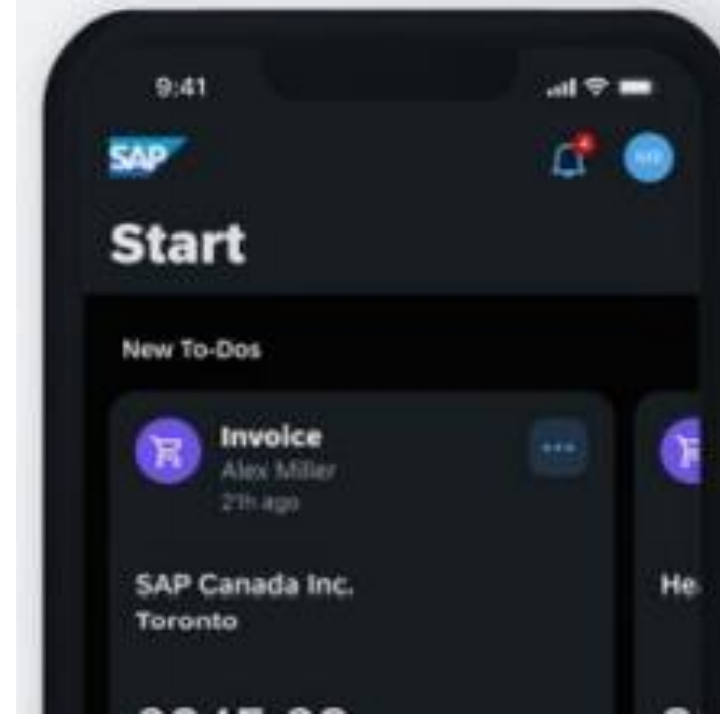 9:41
SAP
Start
New To-Dos
Invoice
Alex Miller
21h ago
SAP Canada Inc.
Toronto
He